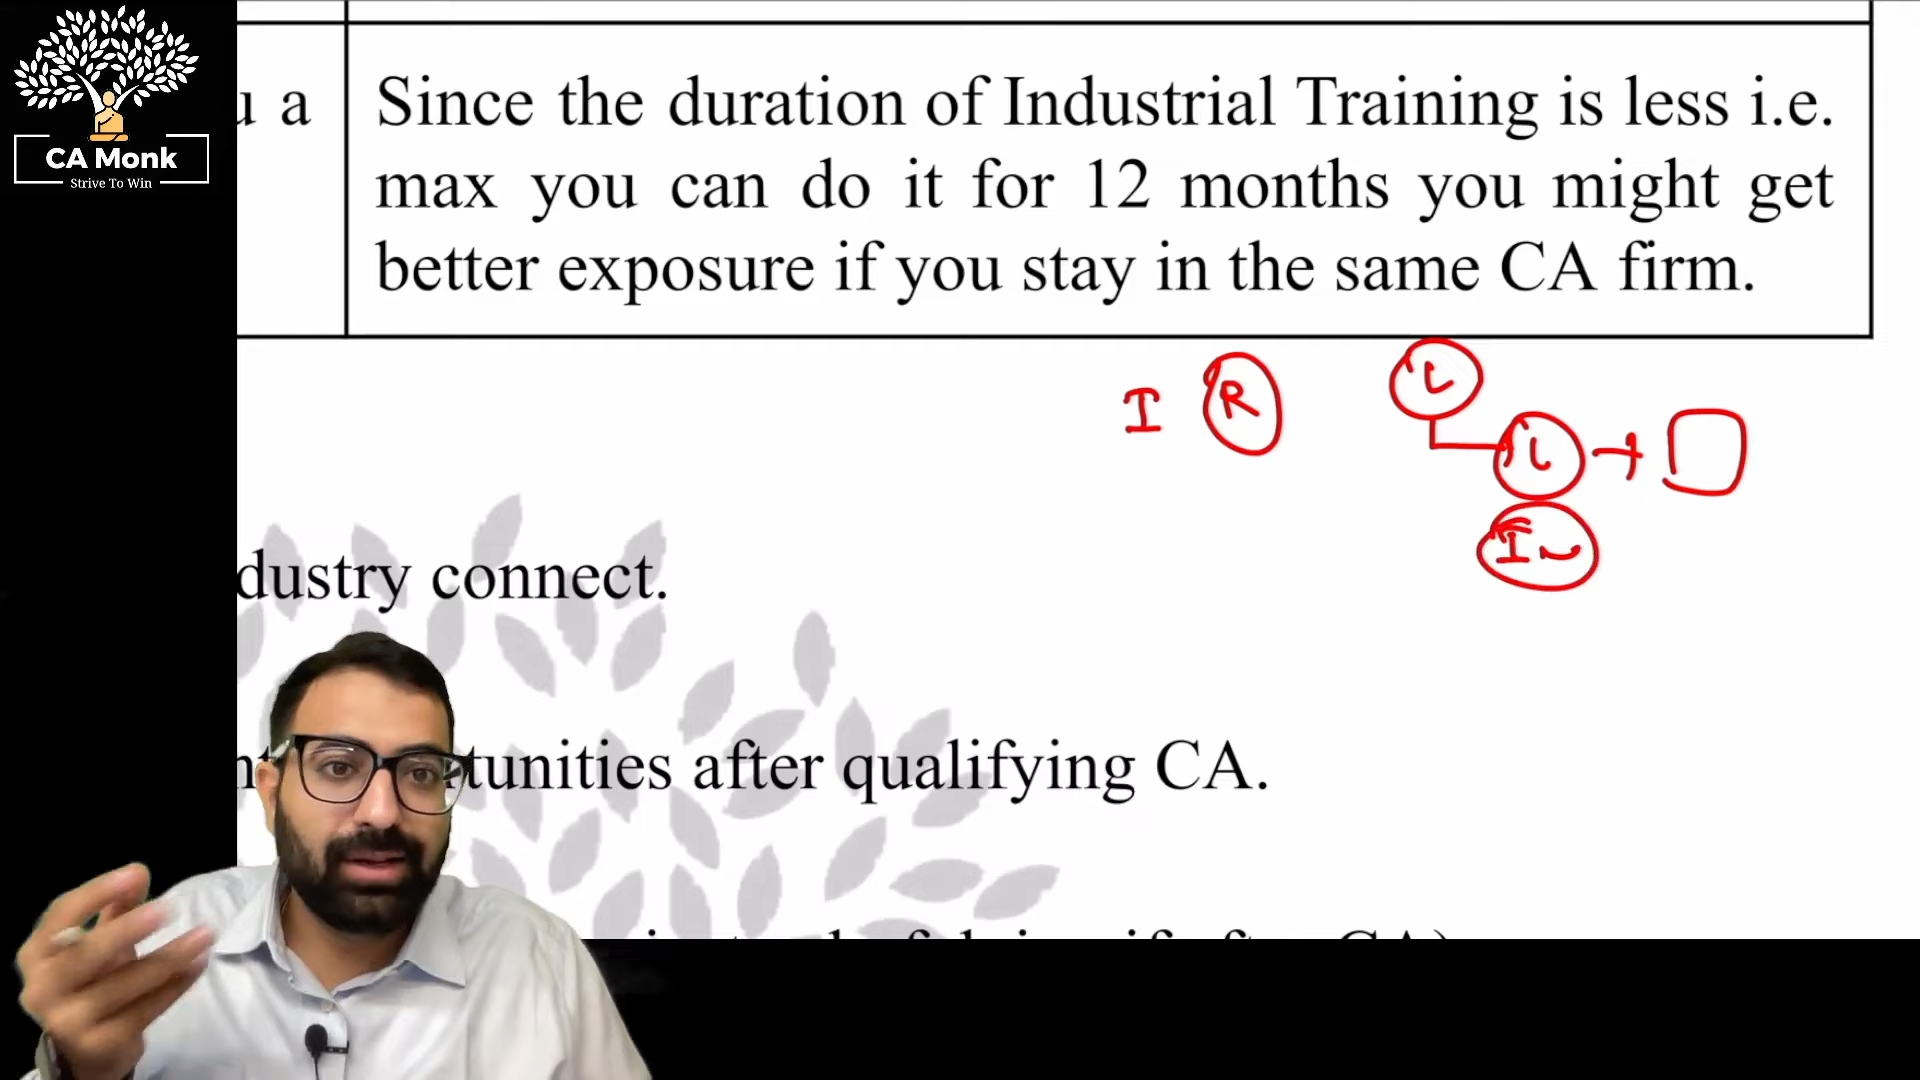 CA Monk
Strive To Win
u a
Since the duration of Industrial Training is less i.e.
max you can do it for 12 months you might get
better exposure if you stay in the same CA firm.
I R
L
L
I
dustry connect.
tunities after qualifying CA.